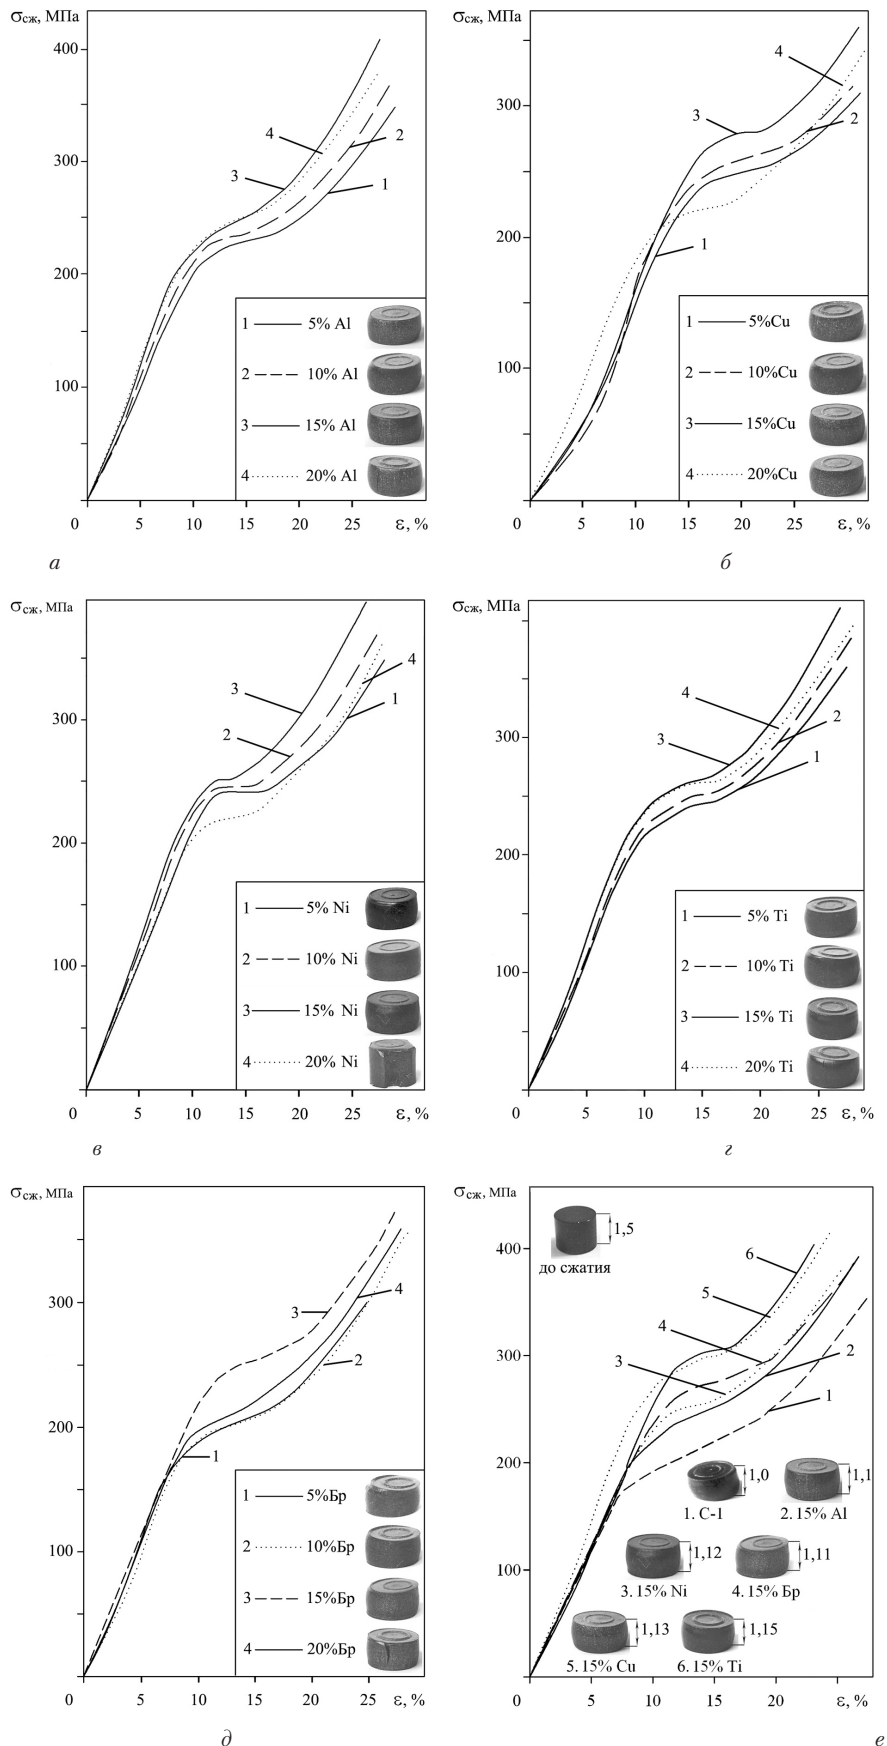 σсж, МПа
400
300
200
100
0
5
10
15
20
25
ε, %
4
3
2
1
1 5% Al
2 10% Al
3 15% Al
4 20% Al
а
σсж, МПа
300
200
100
0
5
10
15
20
25
ε, %
4
3
2
1
1 5%Cu
2 10%Cu
3 15%Cu
4 20%Cu
б
σсж, МПа
300
200
100
0
5
10
15
20
25
ε, %
3
4
1
2
1 5% Ni
2 10% Ni
3 15% Ni
4 20% Ni
в
σсж, МПа
300
200
100
0
5
10
15
20
25
ε, %
4
3
2
1
1 5% Ti
2 10% Ti
3 15% Ti
4 20% Ti
г
σсж, МПа
300
200
100
0
5
10
15
20
25
ε, %
4
3
2
1
1 5%Бр
2 10%Бр
3 15%Бр
4 20%Бр
д
σсж, МПа
400
300
200
100
0
5
10
15
20
25
ε, %
1,5
до сжатия
6
5
4
3
2
1
1,0
1. С-1
1,1
2. 15% Al
1,12
3. 15% Ni
1,11
4. 15% Бр
1,13
5. 15% Cu
1,15
6. 15% Ti
е